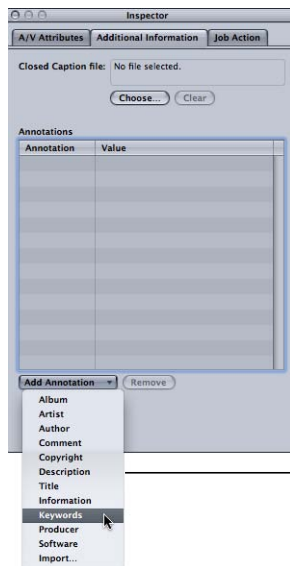 Inspector
A/V Attributes Additional Information Job Action
Closed Caption file: No file selected.
Choose... Clear
Annotations
Annotation Value
Add Annotation Remove
Album
Artist
Author
Comment
Copyright
Description
Title
Information
Keywords
Producer
Software
Import...